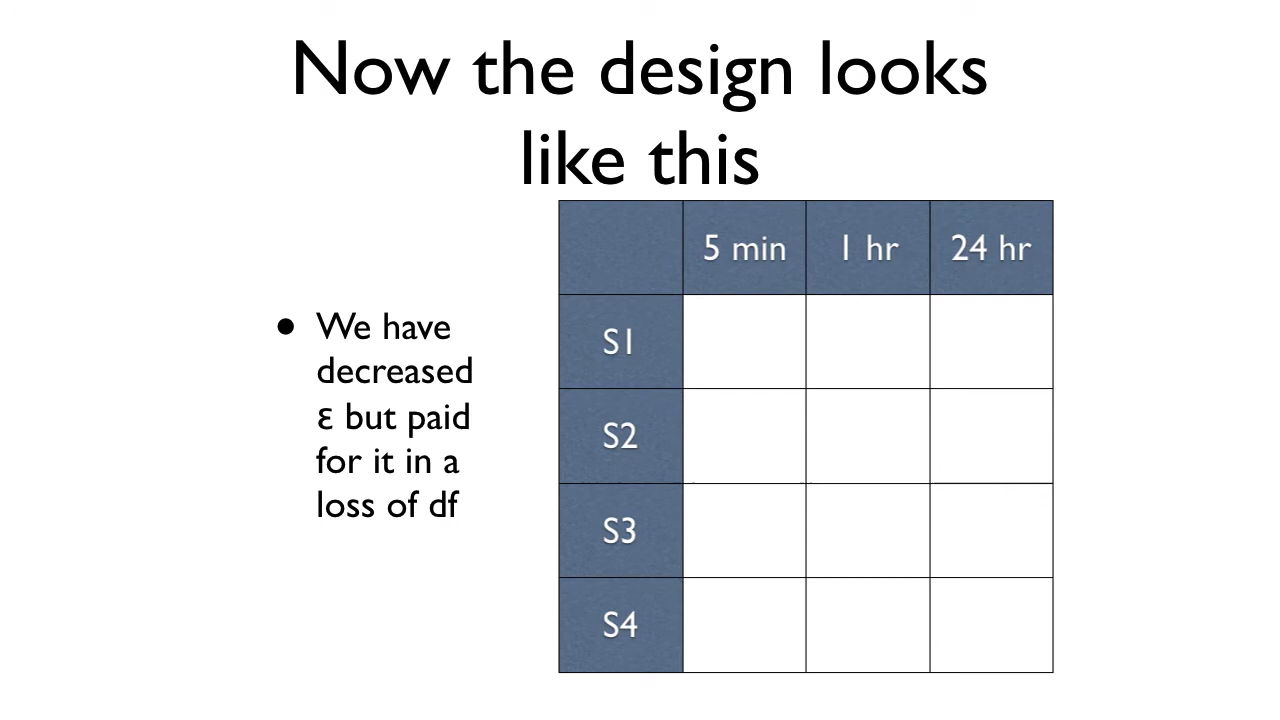 Now the design looks
like this
• We have
decreased
ε but paid
for it in a
loss of df
5 min 1 hr 24 hr
S1
S2
S3
S4